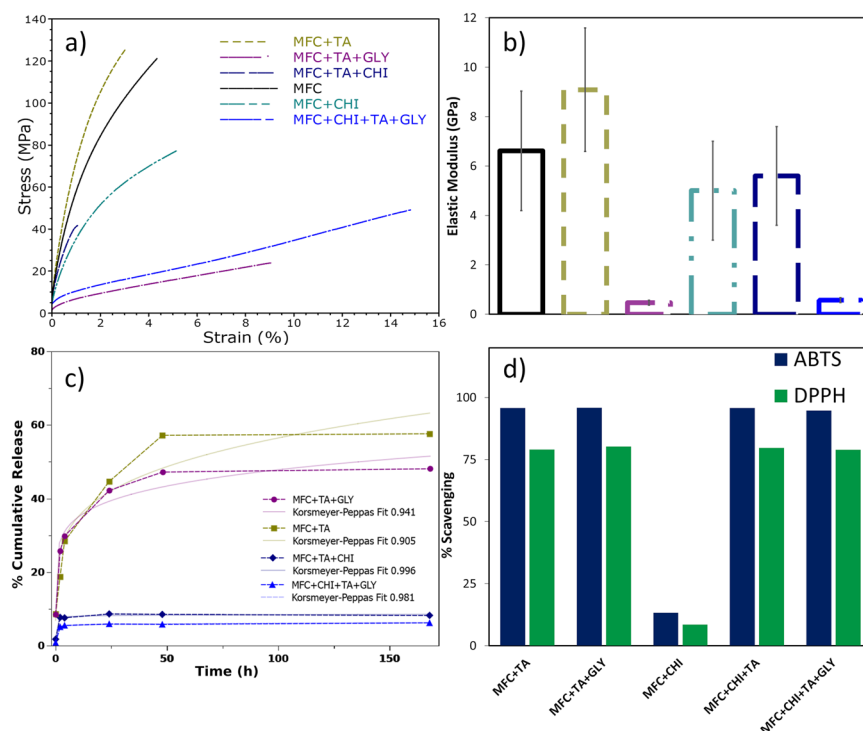 a)
Stress (MPa)
140
120
100
80
60
40
20
0
0 2 4 6 8 10 12 14 16
Strain (%)
MFC+TA
MFC+TA+GLY
MFC+TA+CHI
MFC
MFC+CHI
MFC+CHI+TA+GLY
b)
Elastic Modulus (GPa)
12
10
8
6
4
2
0
c)
% Cumulative Release
80
60
40
20
0
0 50 100 150
Time (h)
MFC+TA+GLY
Korsmeyer-Peppas Fit 0.941
MFC+TA
Korsmeyer-Peppas Fit 0.905
MFC+TA+CHI
Korsmeyer-Peppas Fit 0.996
MFC+CHI+TA+GLY
Korsmeyer-Peppas Fit 0.981
d)
ABTS
DPPH
% Scavenging
100
75
50
25
0
MFC+TA
MFC+TA+GLY
MFC+CHI
MFC+CHI+TA
MFC+CHI+TA+GLY